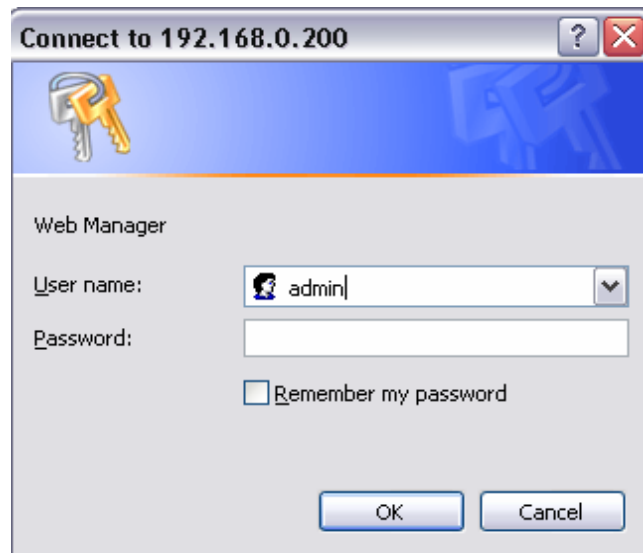 Connect to 192.168.0.200
?
Web Manager
User name: admin
Password:
Remember my password
OK Cancel